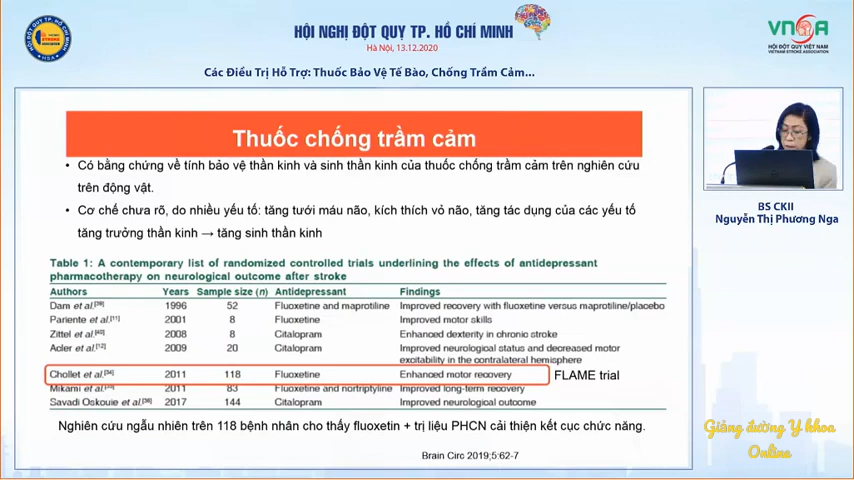 HỘI NGHỊ ĐỘT QUỴ TP. HỒ CHÍ MINH
Hà Nội, 13.12.2020
VNSA
HỘI ĐỘT QUỴ VIỆT NAM
VIETNAM STROKE ASSOCIATION
Các Điều Trị Hỗ Trợ: Thuốc Bảo Vệ Tế Bào, Chống Trầm Cảm...
Thuốc chống trầm cảm
• Có bằng chứng về tính bảo vệ thần kinh và sinh thần kinh của thuốc chống trầm cảm trên nghiên cứu
trên động vật.
• Cơ chế chưa rõ, do nhiều yếu tố: tăng tưới máu não, kích thích vỏ não, tăng tác dụng của các yếu tố
tăng trưởng thần kinh → tăng sinh thần kinh
Table 1: A contemporary list of randomized controlled trials underlining the effects of antidepressant
pharmacotherapy on neurological outcome after stroke
Authors Years Sample size (n) Antidepressant Findings
Dam et al. 1996 52 Fluoxetine and maprotiline Improved recovery with fluoxetine versus maprotiline/placebo
Pariente et al.[11] 2001 8 Fluoxetine Improved motor skills
Zittel et al.[40] 2008 8 Citalopram Enhanced dexterity in chronic stroke
Acler et al.[12] 2009 20 Citalopram Improved neurological status and decreased motor
excitability in the contralateral hemisphere
Chollet et al.[34] 2011 118 Fluoxetine Enhanced motor recovery FLAME trial
Mikami et al. 2011 83 Fluoxetine and nortriptyline Improved long-term recovery
Savadi Oskouie et al. 2017 144 Citalopram Improved neurological outcome
Nghiên cứu ngẫu nhiên trên 118 bệnh nhân cho thấy fluoxetin + trị liệu PHCN cải thiện kết cục chức năng.
Brain Circ 2019;5:62-7
BS CKII
Nguyễn Thị Phương Nga
Giảng đường Y khoa
Online